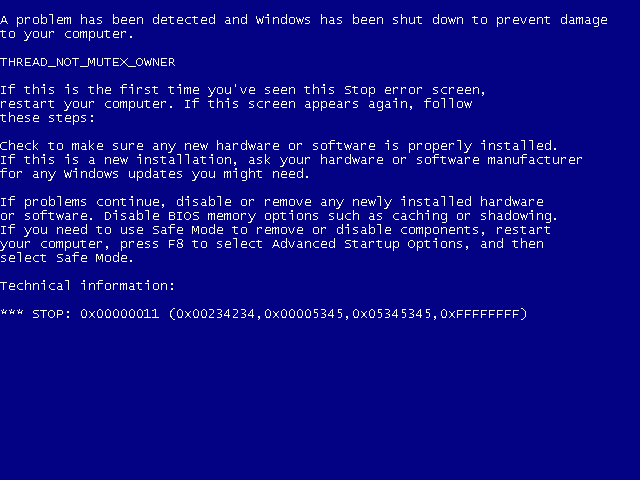 A problem has been detected and Windows has been shut down to prevent damage
to your computer.
THREAD_NOT_MUTEX_OWNER
If this is the first time you've seen this Stop error screen,
restart your computer. If this screen appears again, follow
these steps:
Check to make sure any new hardware or software is properly installed.
If this is a new installation, ask your hardware or software manufacturer
for any Windows updates you might need.
If problems continue, disable or remove any newly installed hardware
or software. Disable BIOS memory options such as caching or shadowing.
If you need to use Safe Mode to remove or disable components, restart
your computer, press F8 to select Advanced Startup Options, and then
select Safe Mode.
Technical information:
*** STOP: 0x00000011 (0x00234234,0x00005345,0x05345345,0xFFFFFFFF)